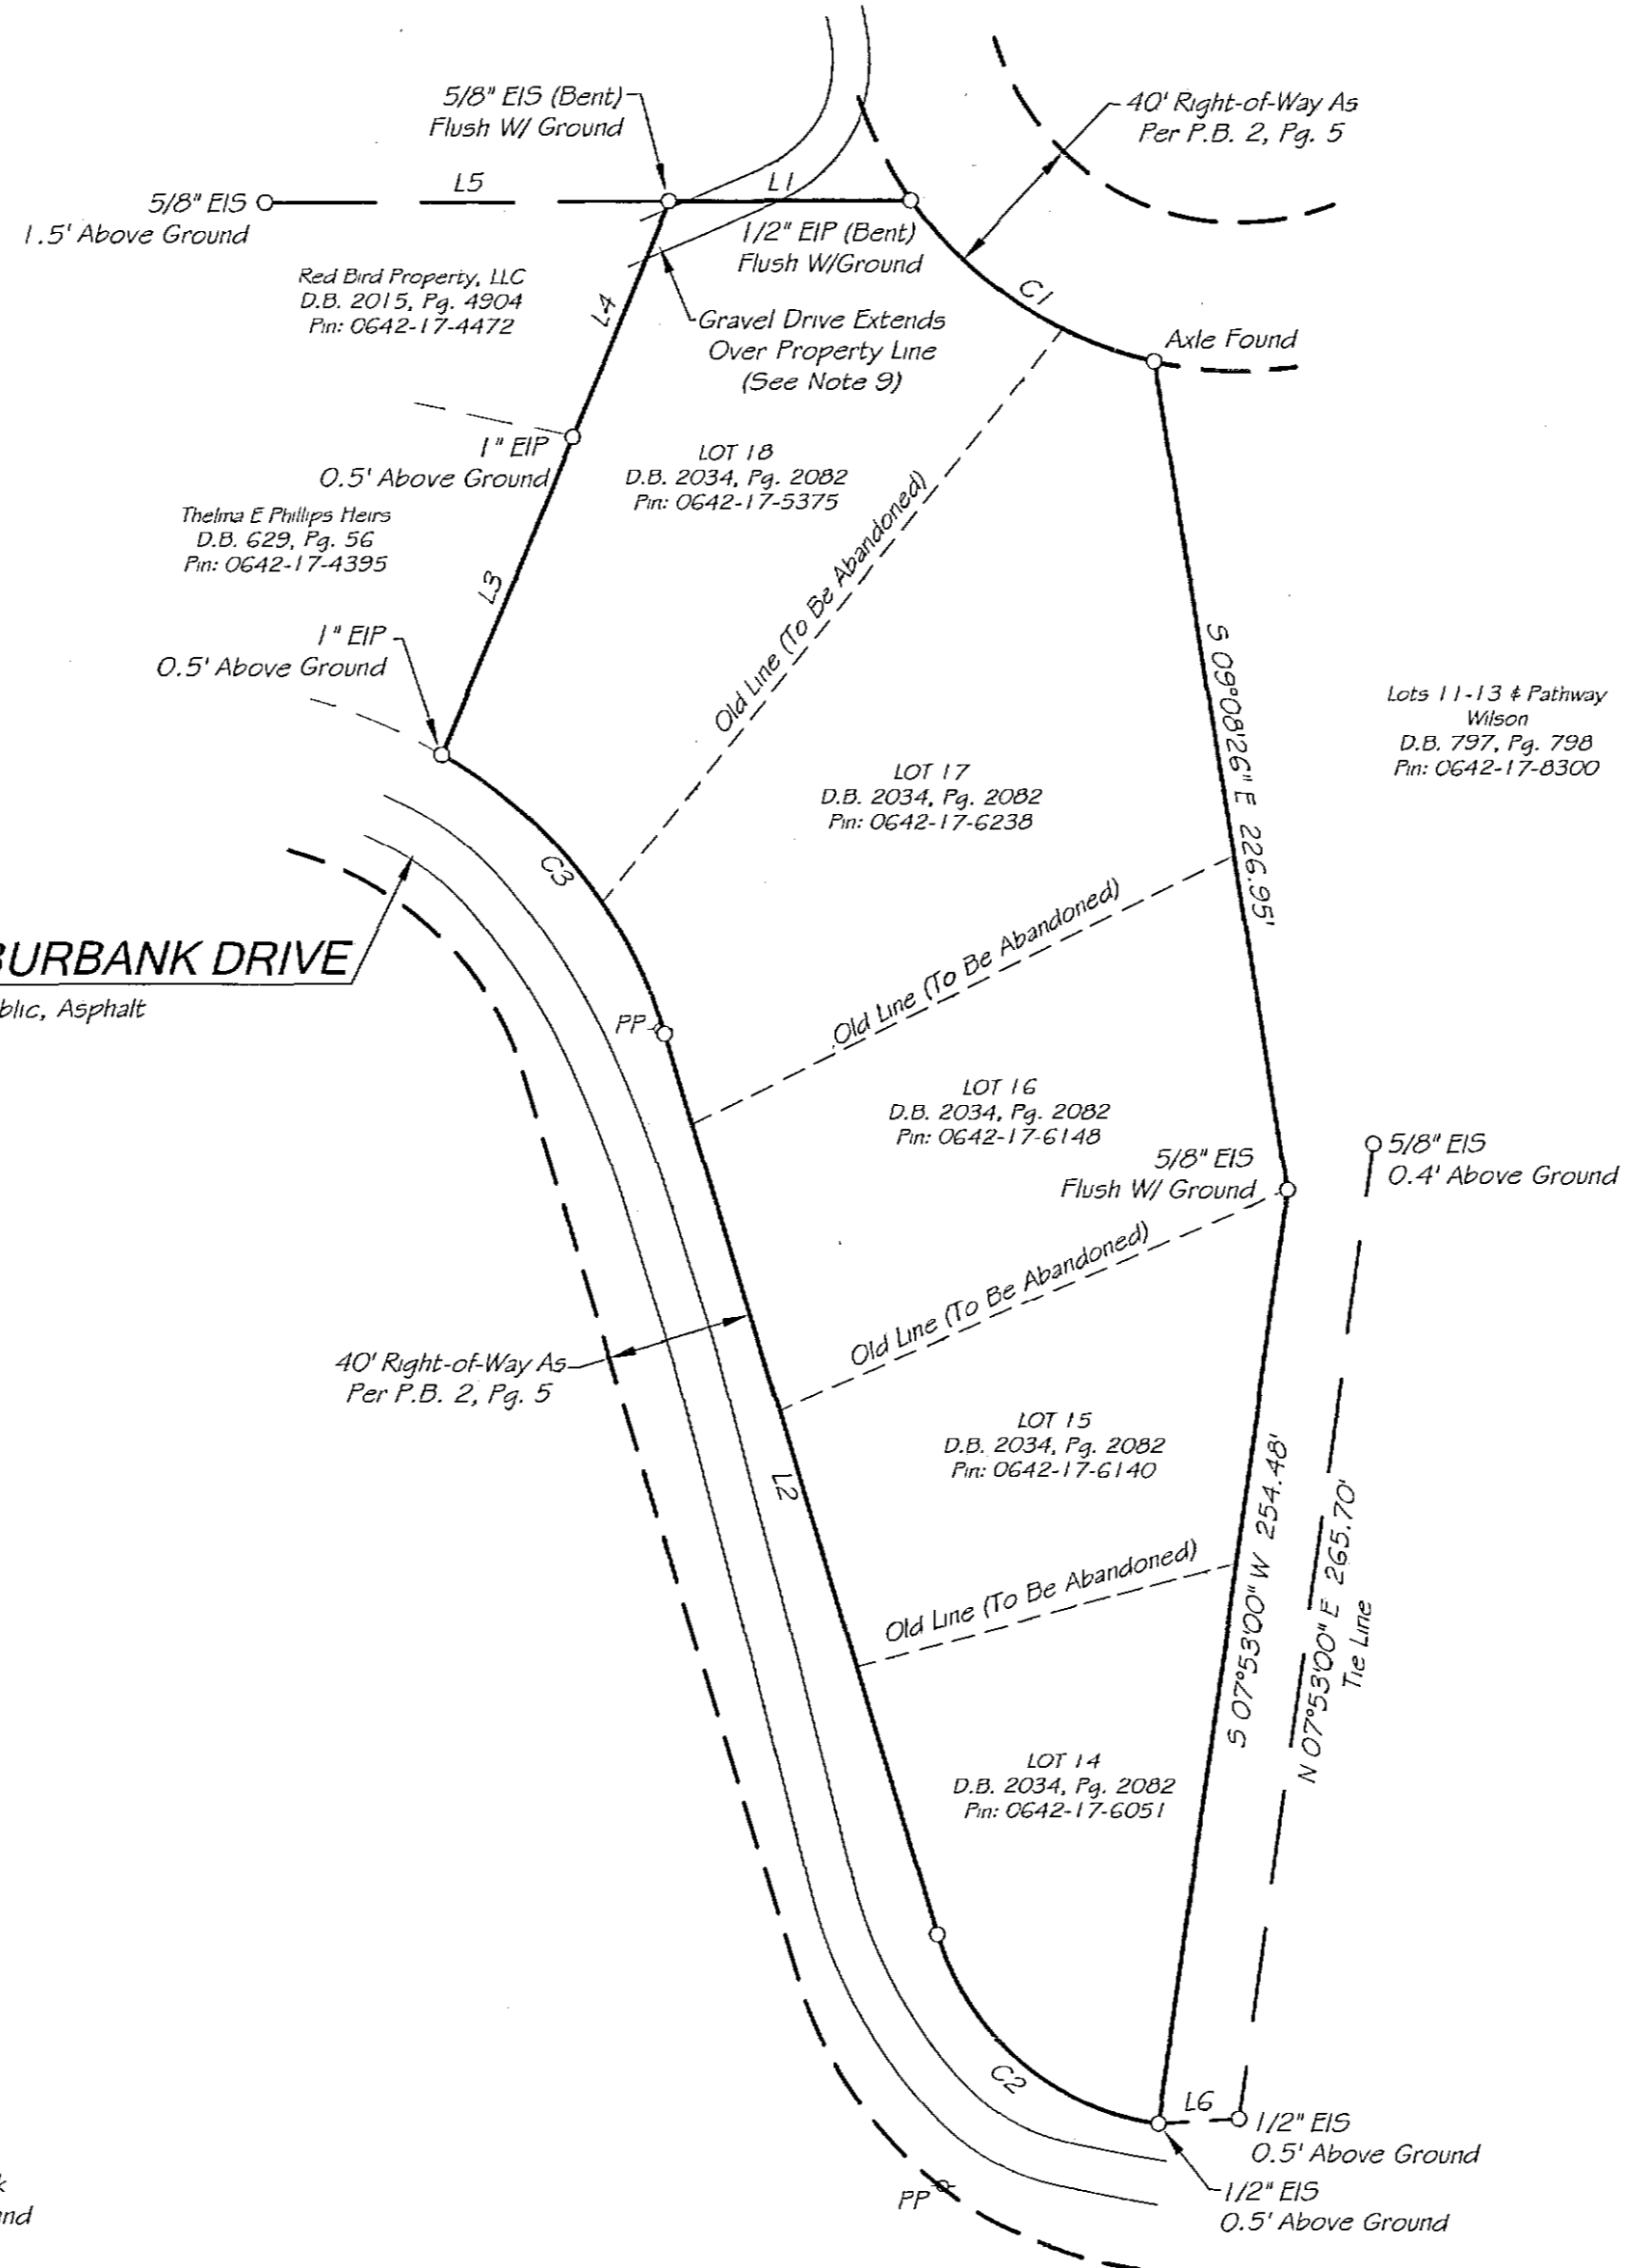 5/8" EIS (Bent)
Flush W/ Ground
40' Right-of-Way As
Per P.B. 2, Pg. 5
L5
L1
5/8" EIS
1.5' Above Ground
1/2" EIP (Bent)
Flush W/Ground
Red Bird Property, LLC
D.B. 2015, Pg. 4904
Pin: 0642-17-4472
L4
C1
Gravel Drive Extends
Over Property Line
(See Note 9)
Axle Found
1" EIP
0.5' Above Ground
LOT 18
D.B. 2034, Pg. 2082
Pin: 0642-17-5375
Thelma E Phillips Heirs
D.B. 629, Pg. 56
Pin: 0642-17-4395
L3
Old Line (To Be Abandoned)
1" EIP
0.5' Above Ground
S 09°08'26" E 226.95'
Lots 11-13 & Pathway
Wilson
D.B. 797, Pg. 798
Pin: 0642-17-8300
LOT 17
D.B. 2034, Pg. 2082
Pin: 0642-17-6238
C3
BURBANK DRIVE
blic, Asphalt
Old Line (To Be Abandoned)
PP
LOT 16
D.B. 2034, Pg. 2082
Pin: 0642-17-6148
5/8" EIS
Flush W/ Ground
5/8" EIS
0.4' Above Ground
Old Line (To Be Abandoned)
40' Right-of-Way As
Per P.B. 2, Pg. 5
LOT 15
D.B. 2034, Pg. 2082
Pin: 0642-17-6140
L2
S 07°53'00" W 254.48'
N 07°53'00" E 265.70'
Tie Line
Old Line (To Be Abandoned)
LOT 14
D.B. 2034, Pg. 2082
Pin: 0642-17-6051
C2
L6
1/2" EIS
0.5' Above Ground
1/2" EIS
0.5' Above Ground
PP
k
nd